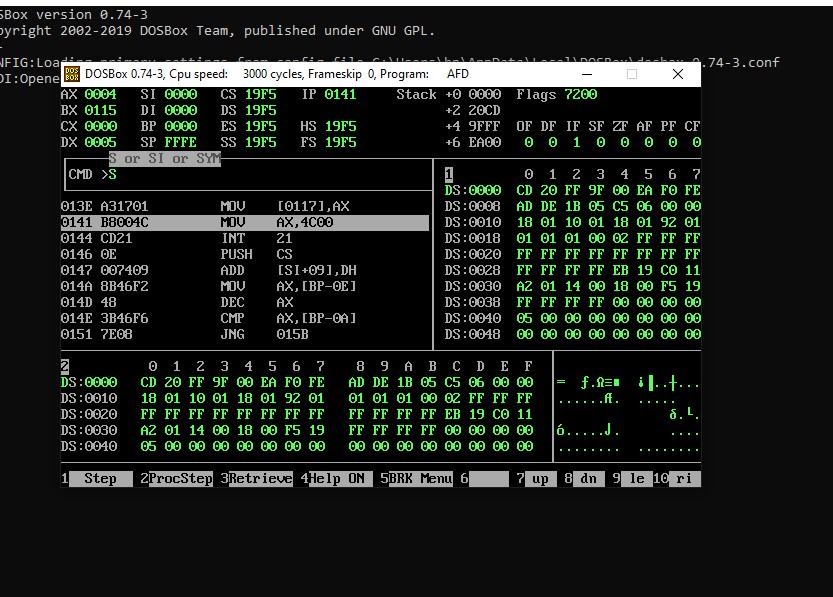 SBox version 0.74-3
pyright 2002-2019 DOSBox Team, published under GNU GPL.
-
NFIG:Loading primary settings from config file C:\Users\hp\AppData\Local\DOSBox\dosbox-0.74-3.conf
DI:Opene
DOSBox 0.74-3, Cpu speed: 3000 cycles, Frameskip 0, Program: AFD
AX 0004 SI 0000 CS 19F5 IP 0141 Stack +0 0000 Flags 7200
BX 0115 DI 0000 DS 19F5 +2 20CD
CX 0000 BP 0000 ES 19F5 HS 19F5 +4 9FFF OF DF IF SF ZF AF PF CF
DX 0005 SP FFFE SS 19F5 FS 19F5 +6 EA00 0 0 1 0 0 0 0 0
S or SI or SYM
CMD >S
013E A31701 MOV [0117],AX
0141 B8004C MOV AX,4C00
0144 CD21 INT 21
0146 0E PUSH CS
0147 007409 ADD [SI+09],DH
014A 8B46F2 MOV AX,[BP-0E]
014D 48 DEC AX
014E 3B46F6 CMP AX,[BP-0A]
0151 7E08 JNG 015B
1 0 1 2 3 4 5 6 7
DS:0000 CD 20 FF 9F 00 EA F0 FE
DS:0008 AD DE 1B 05 C5 06 00 00
DS:0010 18 01 10 01 18 01 92 01
DS:0018 01 01 01 00 02 FF FF FF
DS:0020 FF FF FF FF FF FF FF FF
DS:0028 FF FF FF FF EB 19 C0 11
DS:0030 A2 01 14 00 18 00 F5 19
DS:0038 FF FF FF FF 00 00 00 00
DS:0040 05 00 00 00 00 00 00 00
DS:0048 00 00 00 00 00 00 00 00
2 0 1 2 3 4 5 6 7 8 9 A B C D E F
DS:0000 CD 20 FF 9F 00 EA F0 FE AD DE 1B 05 C5 06 00 00 = ƒ.Ω≡■ ¡▐..┼...
DS:0010 18 01 10 01 18 01 92 01 01 01 01 00 02 FF FF FF ......Æ. .....
DS:0020 FF FF FF FF FF FF FF FF FF FF FF FF EB 19 C0 11 δ.└.
DS:0030 A2 01 14 00 18 00 F5 19 FF FF FF FF 00 00 00 00 ó.....⌡. ....
DS:0040 05 00 00 00 00 00 00 00 00 00 00 00 00 00 00 00 ........ ........
1 Step 2ProcStep 3Retrieve 4Help ON 5BRK Menu 6 7 up 8 dn 9 le 10 ri